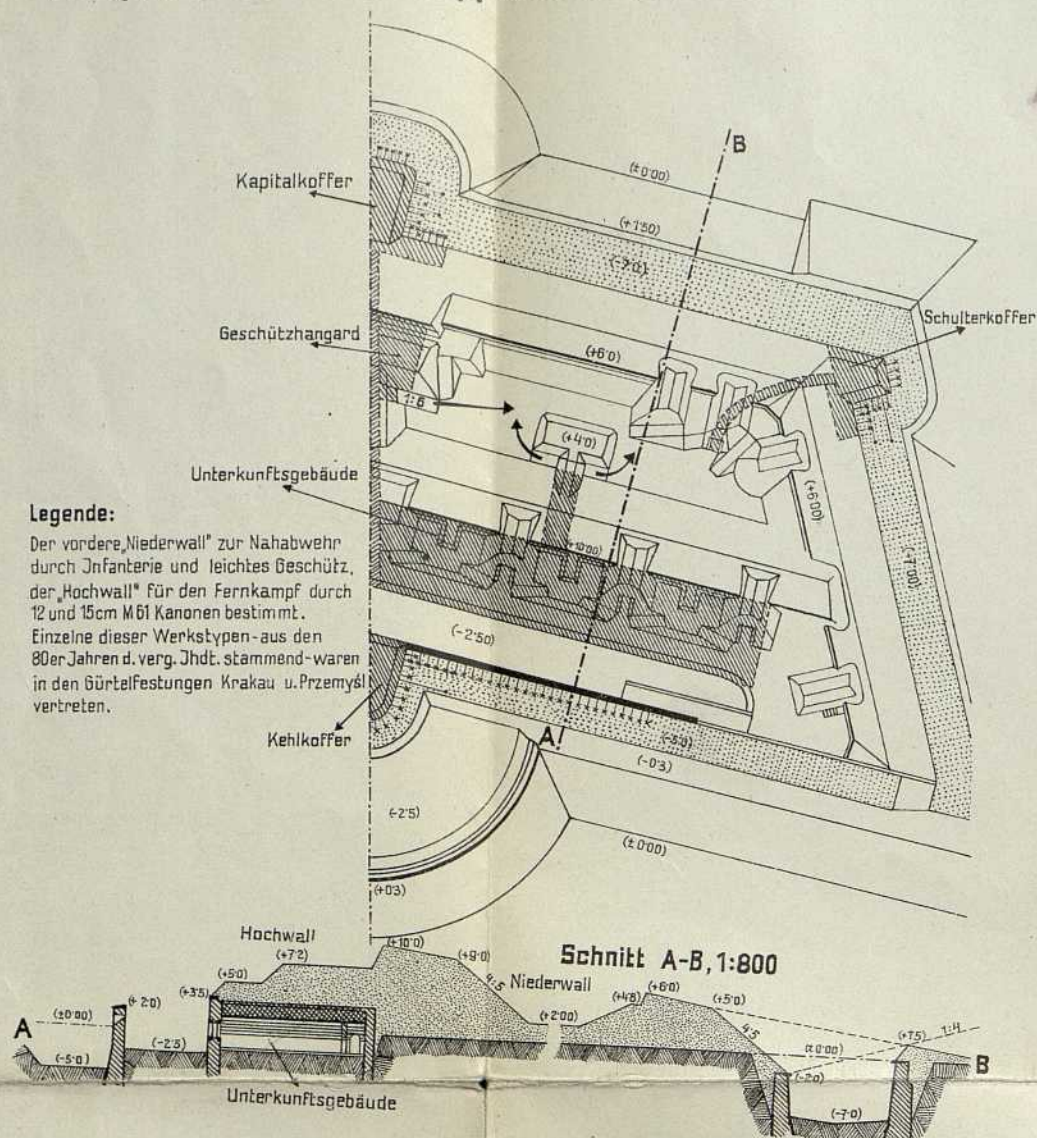 B
(±0'00)
Kapitalkoffer
(+1'50)
(-7'0)
Schulterkoffer
Geschützhangard
(+6'0)
1:6
(+4'0)
Unterkunftsgebäude
(+6'00)
Legende:
(+10'00)
(-7'00)
Der vordere „Niederwall" zur Nahabwehr
durch Jnfanterie und leichtes Geschütz,
der „Hochwall" für den Fernkampf durch
12 und 15cm M 61 Kanonen bestimmt.
Einzelne dieser Werkstypen-aus den
80er Jahren d. verg. Jhdt. stammend-waren
in den Gürtelfestungen Krakau u. Przemyśl
vertreten.
(-2'50)
Kehlkoffer
A
(-5'0)
(-0'3)
(-2'5)
(±0'00)
(+0'3)
Hochwall
(+10'0)
Schnitt A-B, 1:800
(+7'2)
(+9'0)
(+5'0)
4:5
Niederwall
(+6'0)
(+3'5)
(+4'8)
(+5'0)
A
(±0'00)
(+2'0)
(+2'00)
4:5
(+1'5)
1:4
(-5'0)
(-2'5)
(±0'00)
B
(-2'0)
Unterkunftsgebäude
(-7'0)